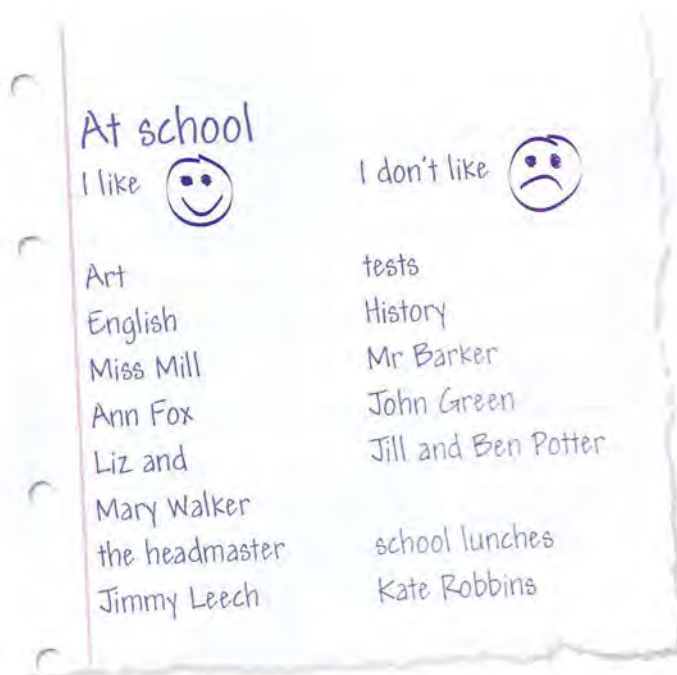 At school
I like
Art
English
Miss Mill
Ann Fox
Liz and
Mary Walker
the headmaster
Jimmy Leech
I don't like
tests
History
Mr Barker
John Green
Jill and Ben Potter
school lunches
Kate Robbins